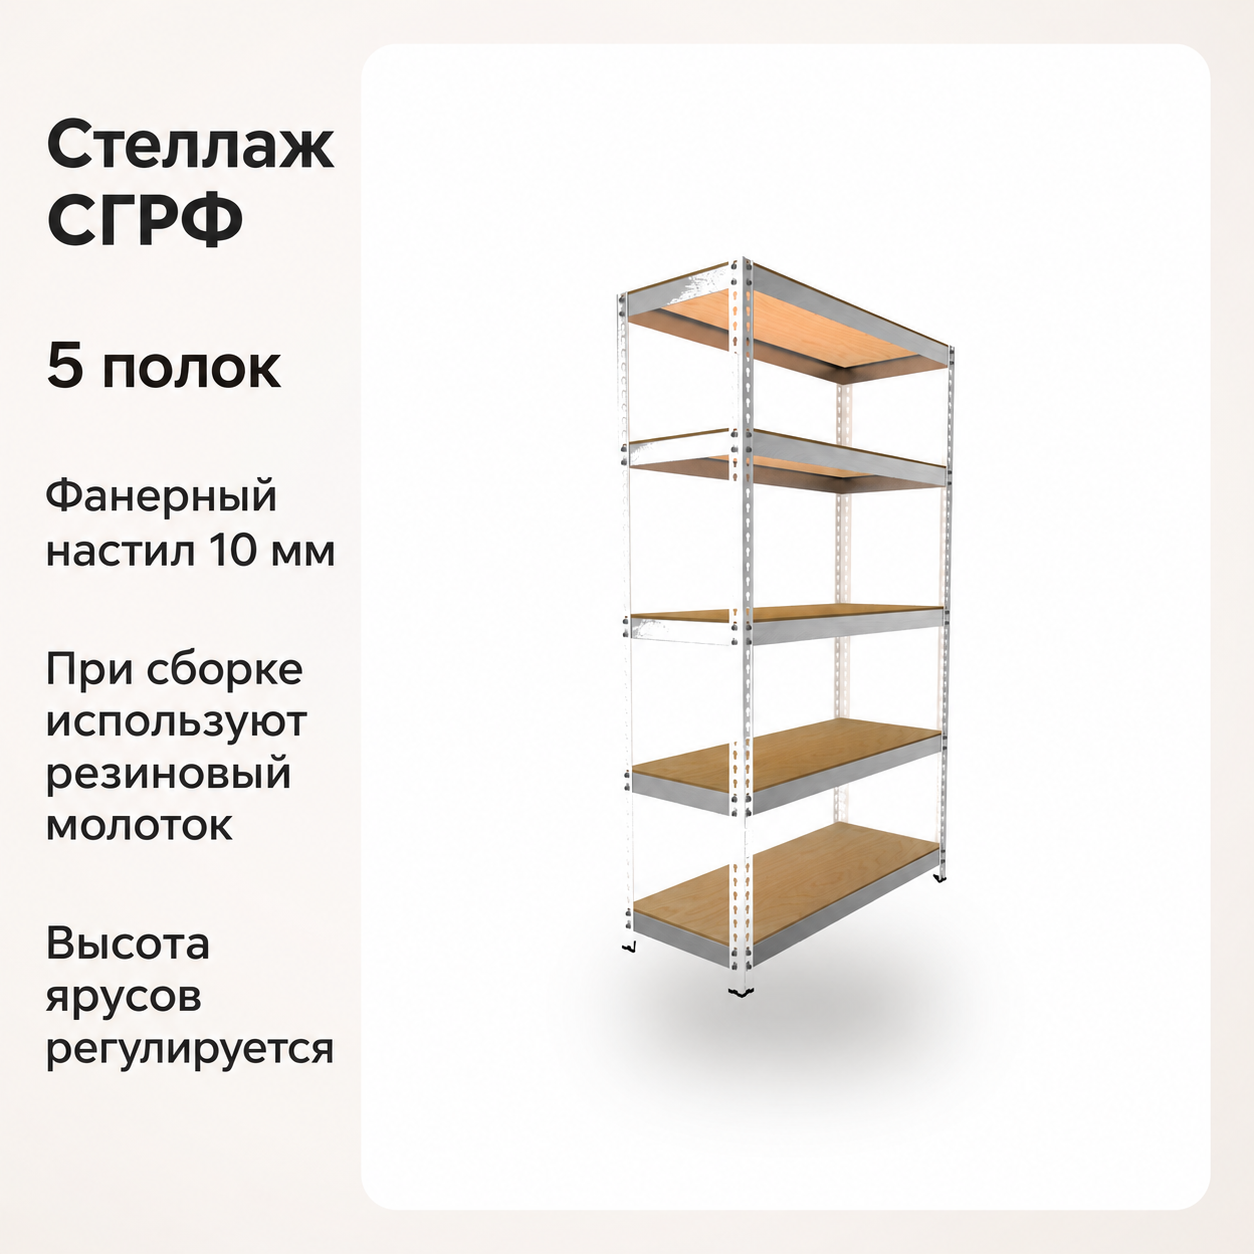 Стеллаж
СГРФ
5 полок
Фанерный
настил 10 мм
При сборке
используют
резиновый
молоток
Высота
ярусов
регулируется